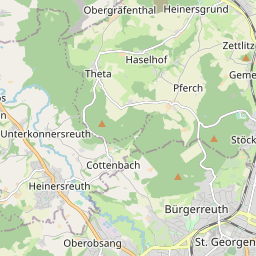 Obergräfenthal
Heinersgrund
Zettlitz
Haselhof
Theta
Geme
Pferch
Unterkonnersreuth
Stöck
Cottenbach
Heinersreuth
Bürgerreuth
Oberobsang
St. Georgen